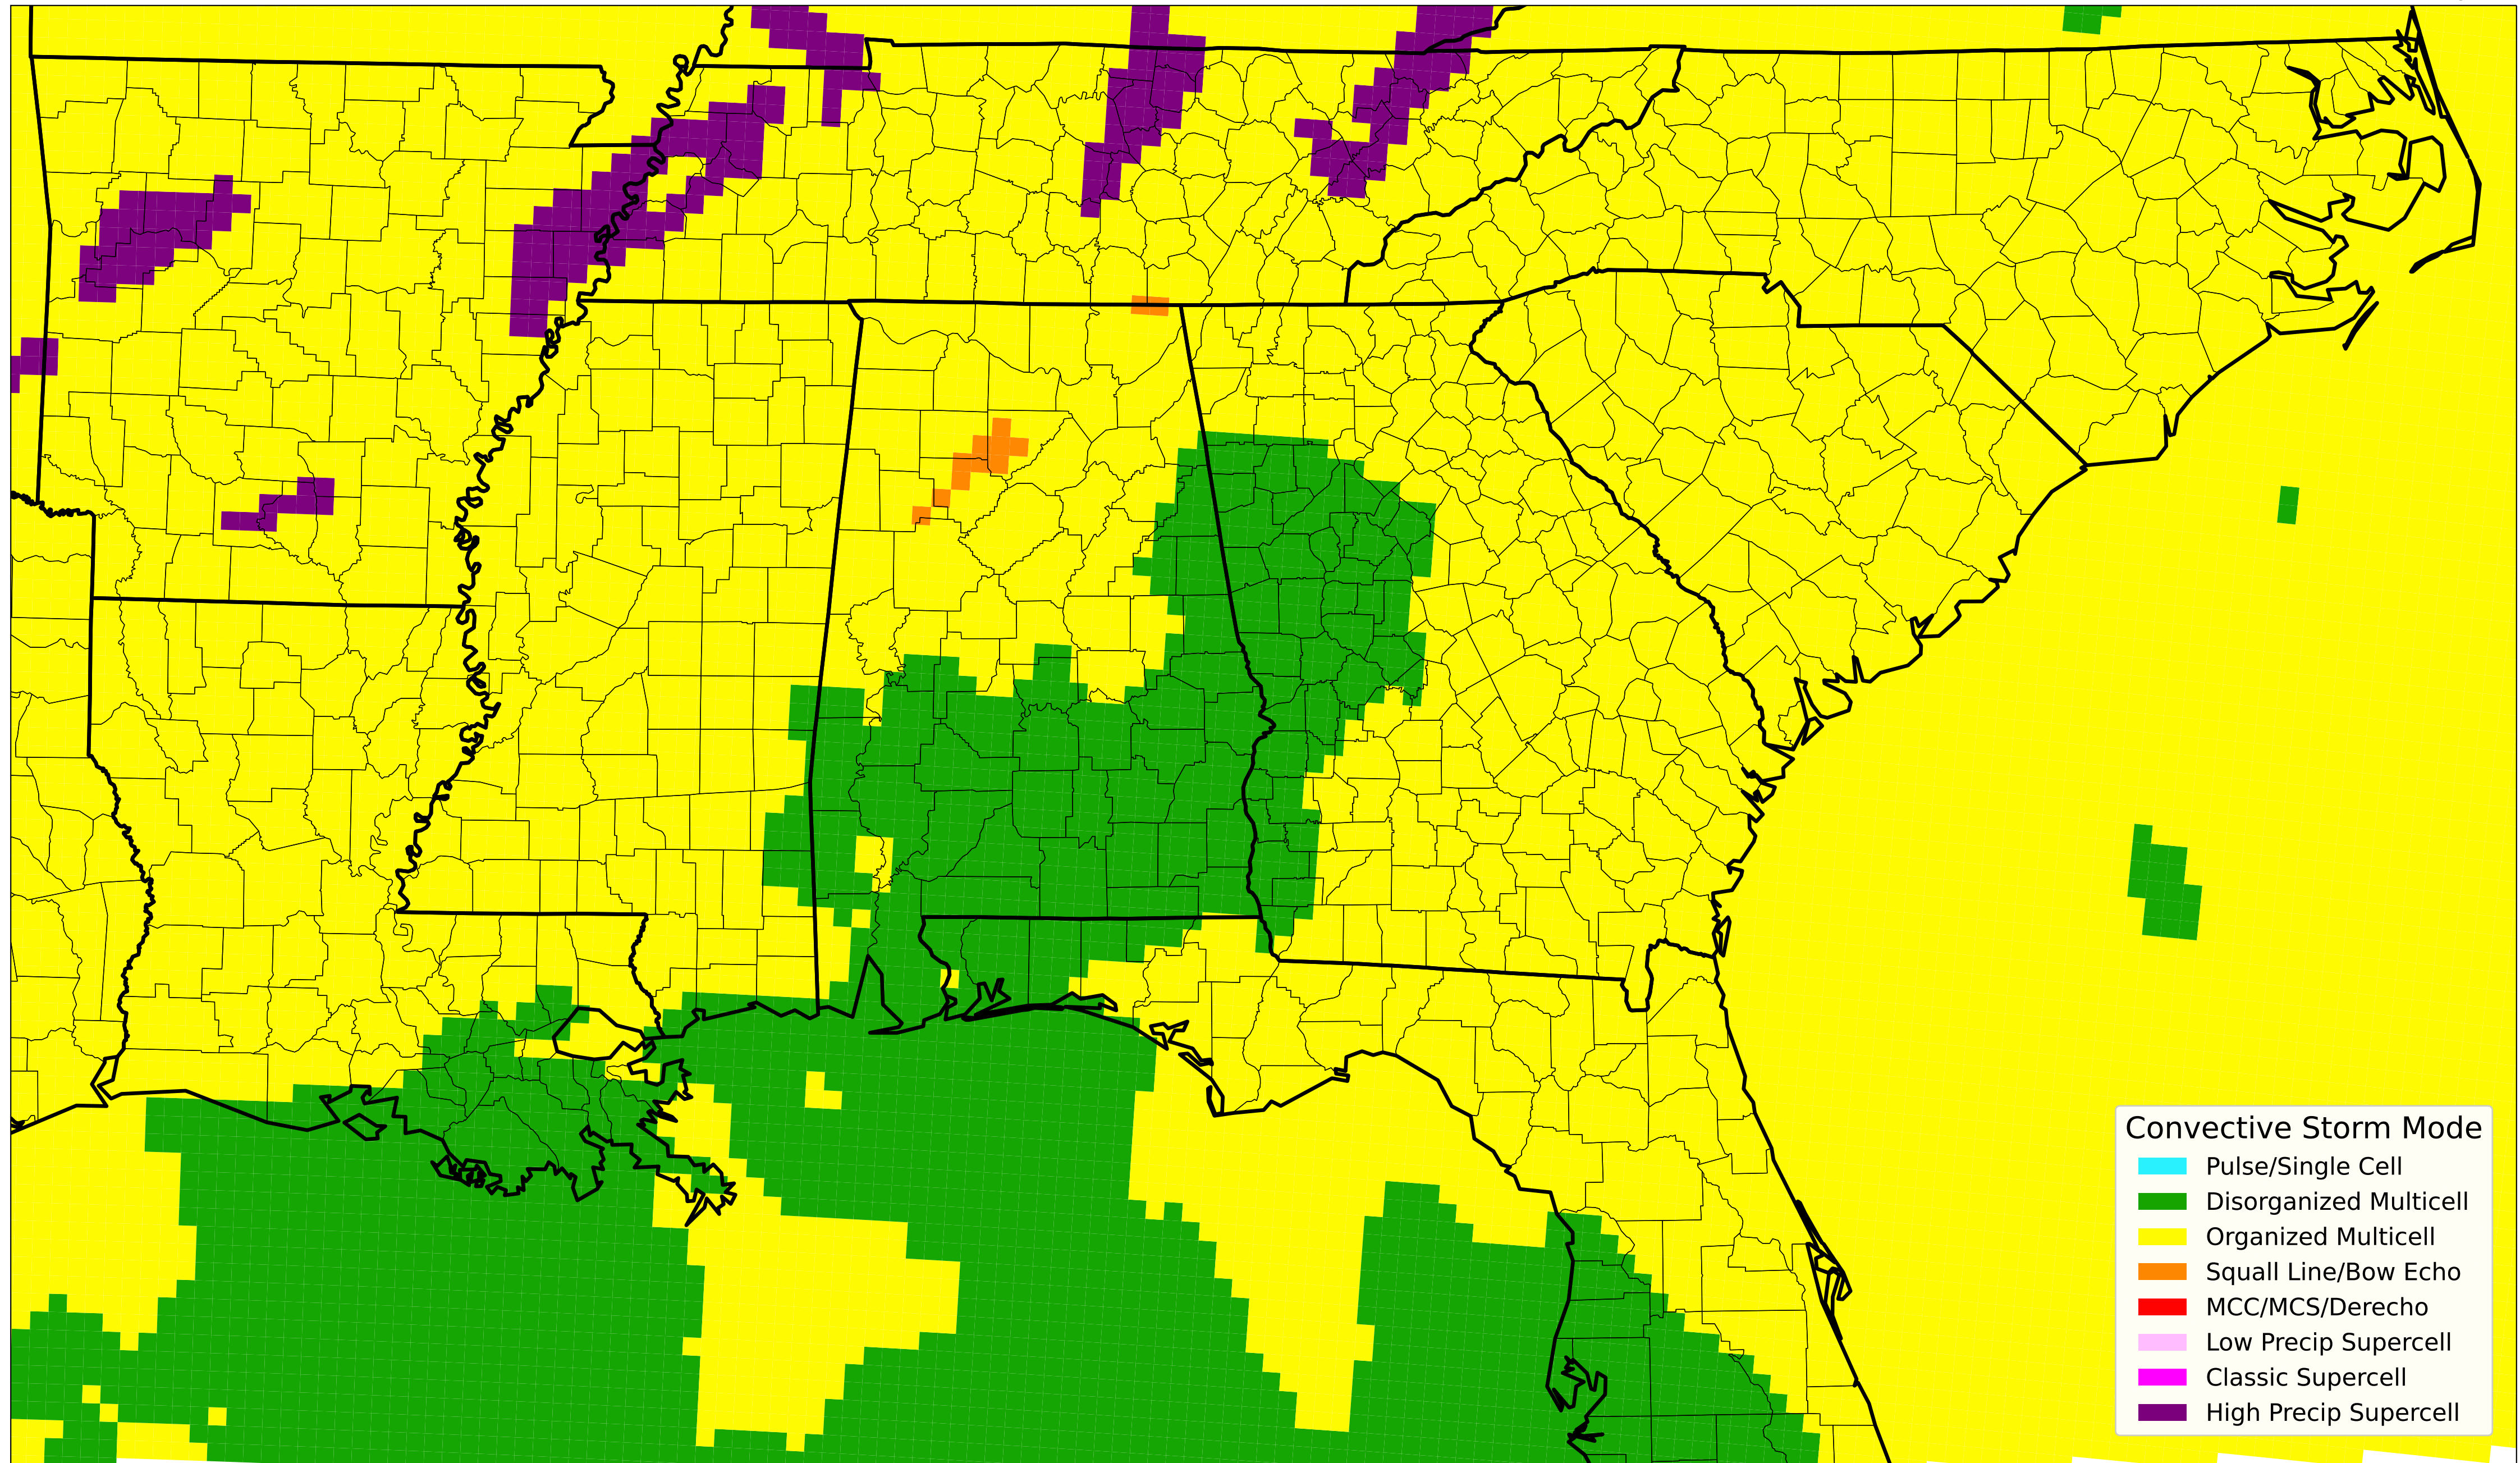 Convective Storm Mode
Pulse/Single Cell
Disorganized Multicell
Organized Multicell
Squall Line/Bow Echo
MCC/MCS/Derecho
Low Precip Supercell
Classic Supercell
High Precip Supercell